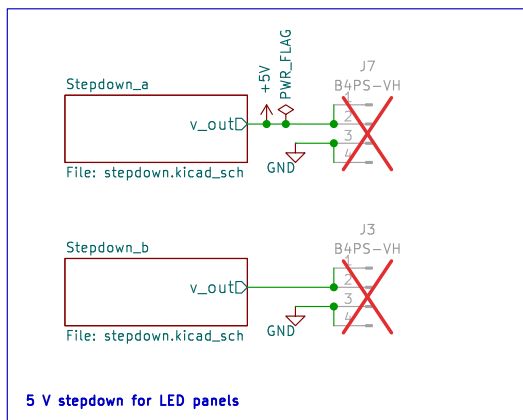 J7
B4PS-VH
+5V
PWR_FLAG
Stepdown_a
v_out
1
2
3
4
GND
File: stepdown.kicad_sch
J3
B4PS-VH
Stepdown_b
v_out
1
2
3
4
GND
File: stepdown.kicad_sch
5 V stepdown for LED panels